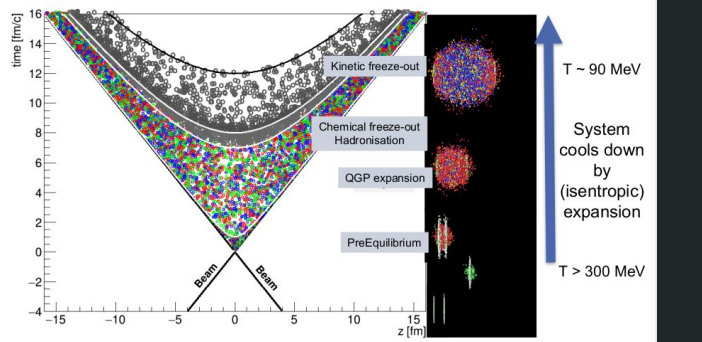 time [fm/c]
16
14
12
10
8
6
4
2
0
−2
−4
−15
−10
−5
0
5
10
15
z [fm]
Beam
Beam
Kinetic freeze-out
Chemical freeze-out
Hadronisation
QGP expansion
PreEquilibrium
T ~ 90 MeV
System
cools down
by
(isentropic)
expansion
T > 300 MeV